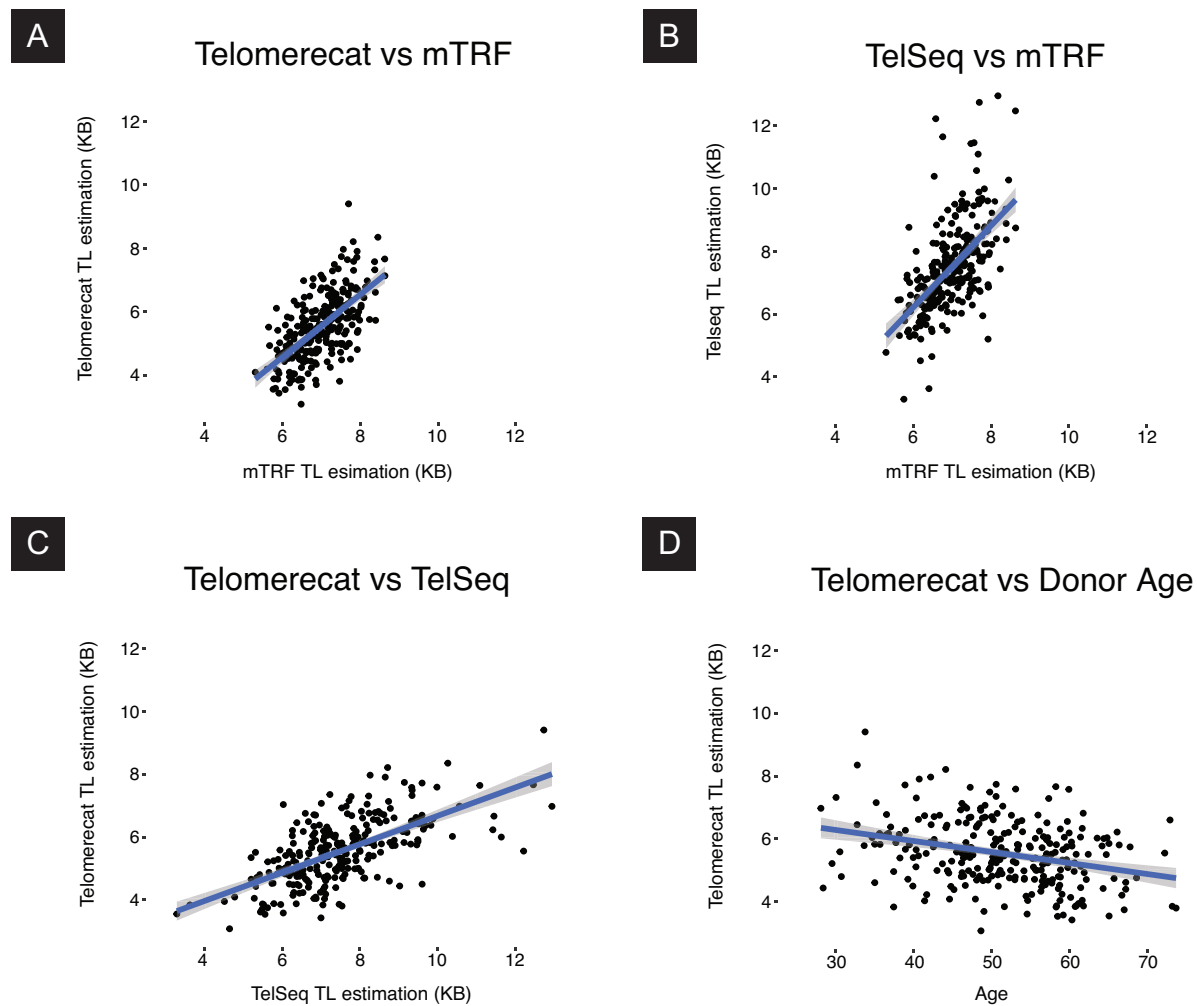 A
Telomerecat vs mTRF
Telomerecat TL estimation (KB)
12
10
8
6
4
4 6 8 10 12
mTRF TL esimation (KB)
B
TelSeq vs mTRF
Telseq TL estimation (KB)
12
10
8
6
4
4 6 8 10 12
mTRF TL esimation (KB)
C
Telomerecat vs TelSeq
Telomerecat TL estimation (KB)
12
10
8
6
4
4 6 8 10 12
TelSeq TL estimation (KB)
D
Telomerecat vs Donor Age
Telomerecat TL estimation (KB)
12
10
8
6
4
30 40 50 60 70
Age